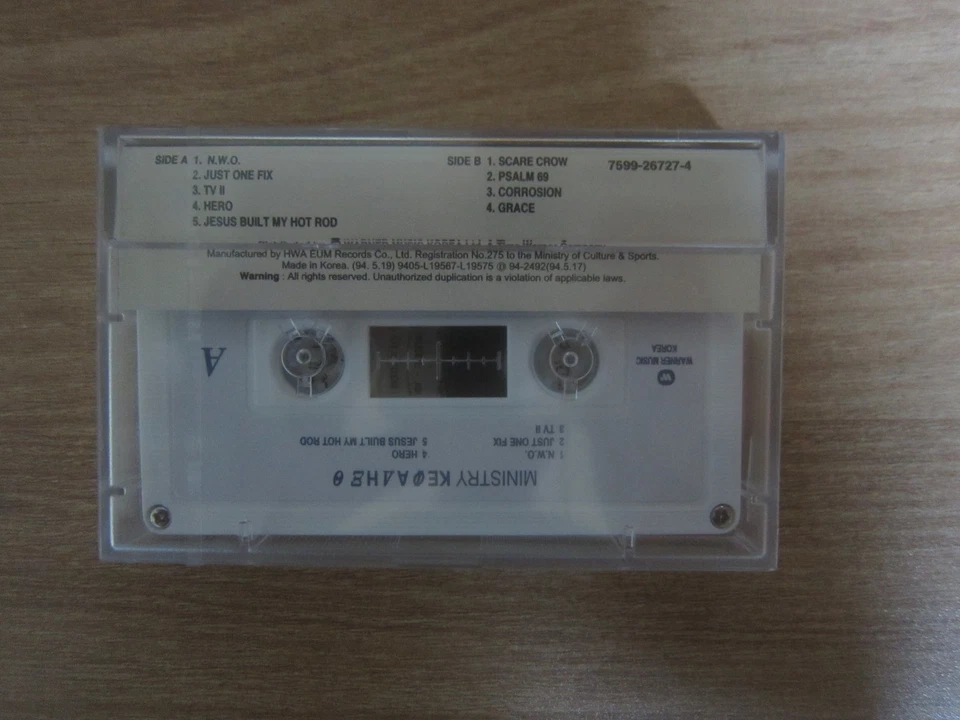 SIDE A 1. N.W.O.
2. JUST ONE FIX
3. TV II
4. HERO
5. JESUS BUILT MY HOT ROD
SIDE B 1. SCARE CROW
2. PSALM 69
3. CORROSION
4. GRACE
7599-26727-4
Manufactured by HWA EUM Records Co., Ltd. Registration No.275 to the Ministry of Culture & Sports.
Made in Korea. (94. 5.19) 9405-L19567-L19575 ⓟ 94-2492(94.5.17)
Warning : All rights reserved. Unauthorized duplication is a violation of applicable laws.
A
WARNER MUSIC
KOREA
MINISTRY ΚΕΦΑΛΗΞΘ
1 N.W.O.
2 JUST ONE FIX
3 TV II
4 HERO
5 JESUS BUILT MY HOT ROD